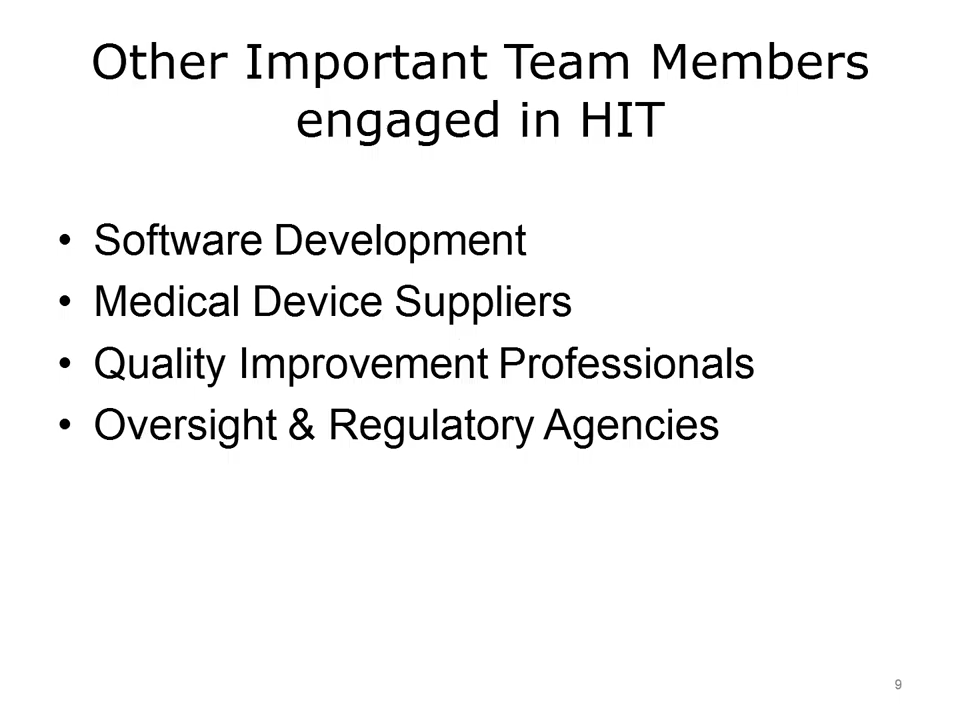 Other Important Team Members
engaged in HIT
• Software Development
• Medical Device Suppliers
• Quality Improvement Professionals
• Oversight & Regulatory Agencies
9